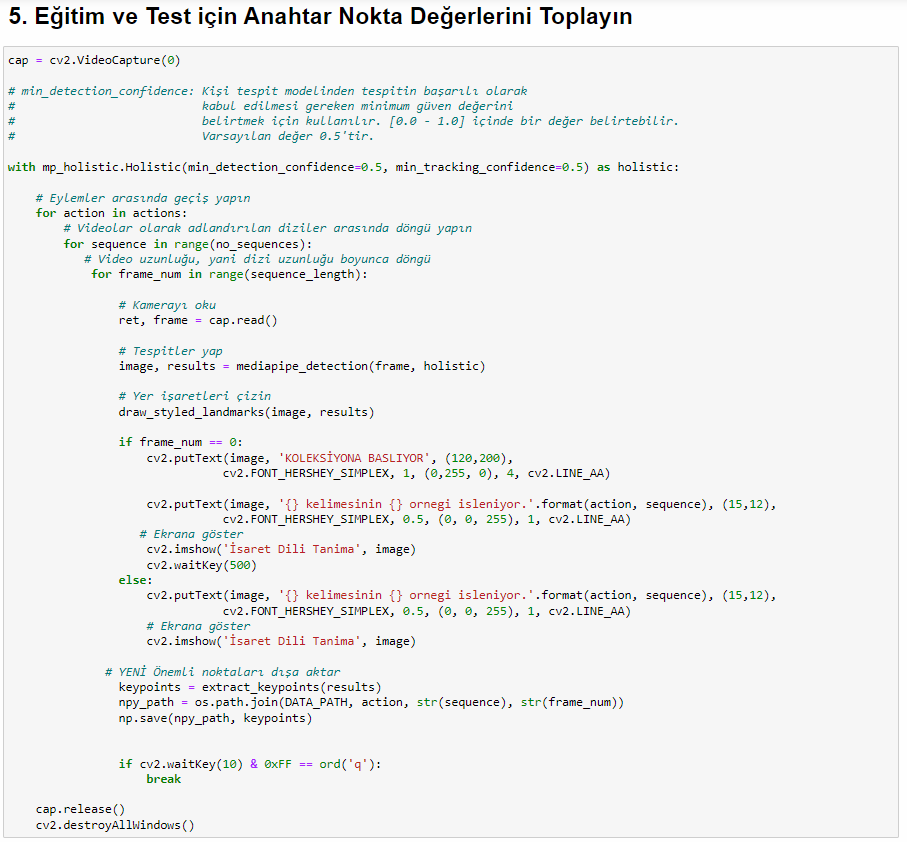 5. Eğitim ve Test için Anahtar Nokta Değerlerini Toplayın
cap = cv2.VideoCapture(0)
# min_detection_confidence: Kişi tespit modelinden tespitin başarılı olarak
#                           kabul edilmesi gereken minimum güven değerini
#                           belirtmek için kullanılır. [0.0 - 1.0] içinde bir değer belirtebilir.
#                           Varsayılan değer 0.5'tir.
with mp_holistic.Holistic(min_detection_confidence=0.5, min_tracking_confidence=0.5) as holistic:
    # Eylemler arasında geçiş yapın
    for action in actions:
        # Videolar olarak adlandırılan diziler arasında döngü yapın
        for sequence in range(no_sequences):
           # Video uzunluğu, yani dizi uzunluğu boyunca döngü
            for frame_num in range(sequence_length):
                # Kamerayı oku
                ret, frame = cap.read()
                # Tespitler yap
                image, results = mediapipe_detection(frame, holistic)
                # Yer işaretleri çizin
                draw_styled_landmarks(image, results)
                if frame_num == 0:
                    cv2.putText(image, 'KOLEKSİYONA BASLIYOR', (120,200),
                               cv2.FONT_HERSHEY_SIMPLEX, 1, (0,255, 0), 4, cv2.LINE_AA)
                    cv2.putText(image, '{} kelimesinin {} ornegi isleniyor.'.format(action, sequence), (15,12),
                               cv2.FONT_HERSHEY_SIMPLEX, 0.5, (0, 0, 255), 1, cv2.LINE_AA)
                   # Ekrana göster
                    cv2.imshow('İsaret Dili Tanima', image)
                    cv2.waitKey(500)
                else:
                    cv2.putText(image, '{} kelimesinin {} ornegi isleniyor.'.format(action, sequence), (15,12),
                               cv2.FONT_HERSHEY_SIMPLEX, 0.5, (0, 0, 255), 1, cv2.LINE_AA)
                    # Ekrana göster
                    cv2.imshow('İsaret Dili Tanima', image)
              # YENİ Önemli noktaları dışa aktar
                keypoints = extract_keypoints(results)
                npy_path = os.path.join(DATA_PATH, action, str(sequence), str(frame_num))
                np.save(npy_path, keypoints)
                if cv2.waitKey(10) & 0xFF == ord('q'):
                    break
    cap.release()
    cv2.destroyAllWindows()